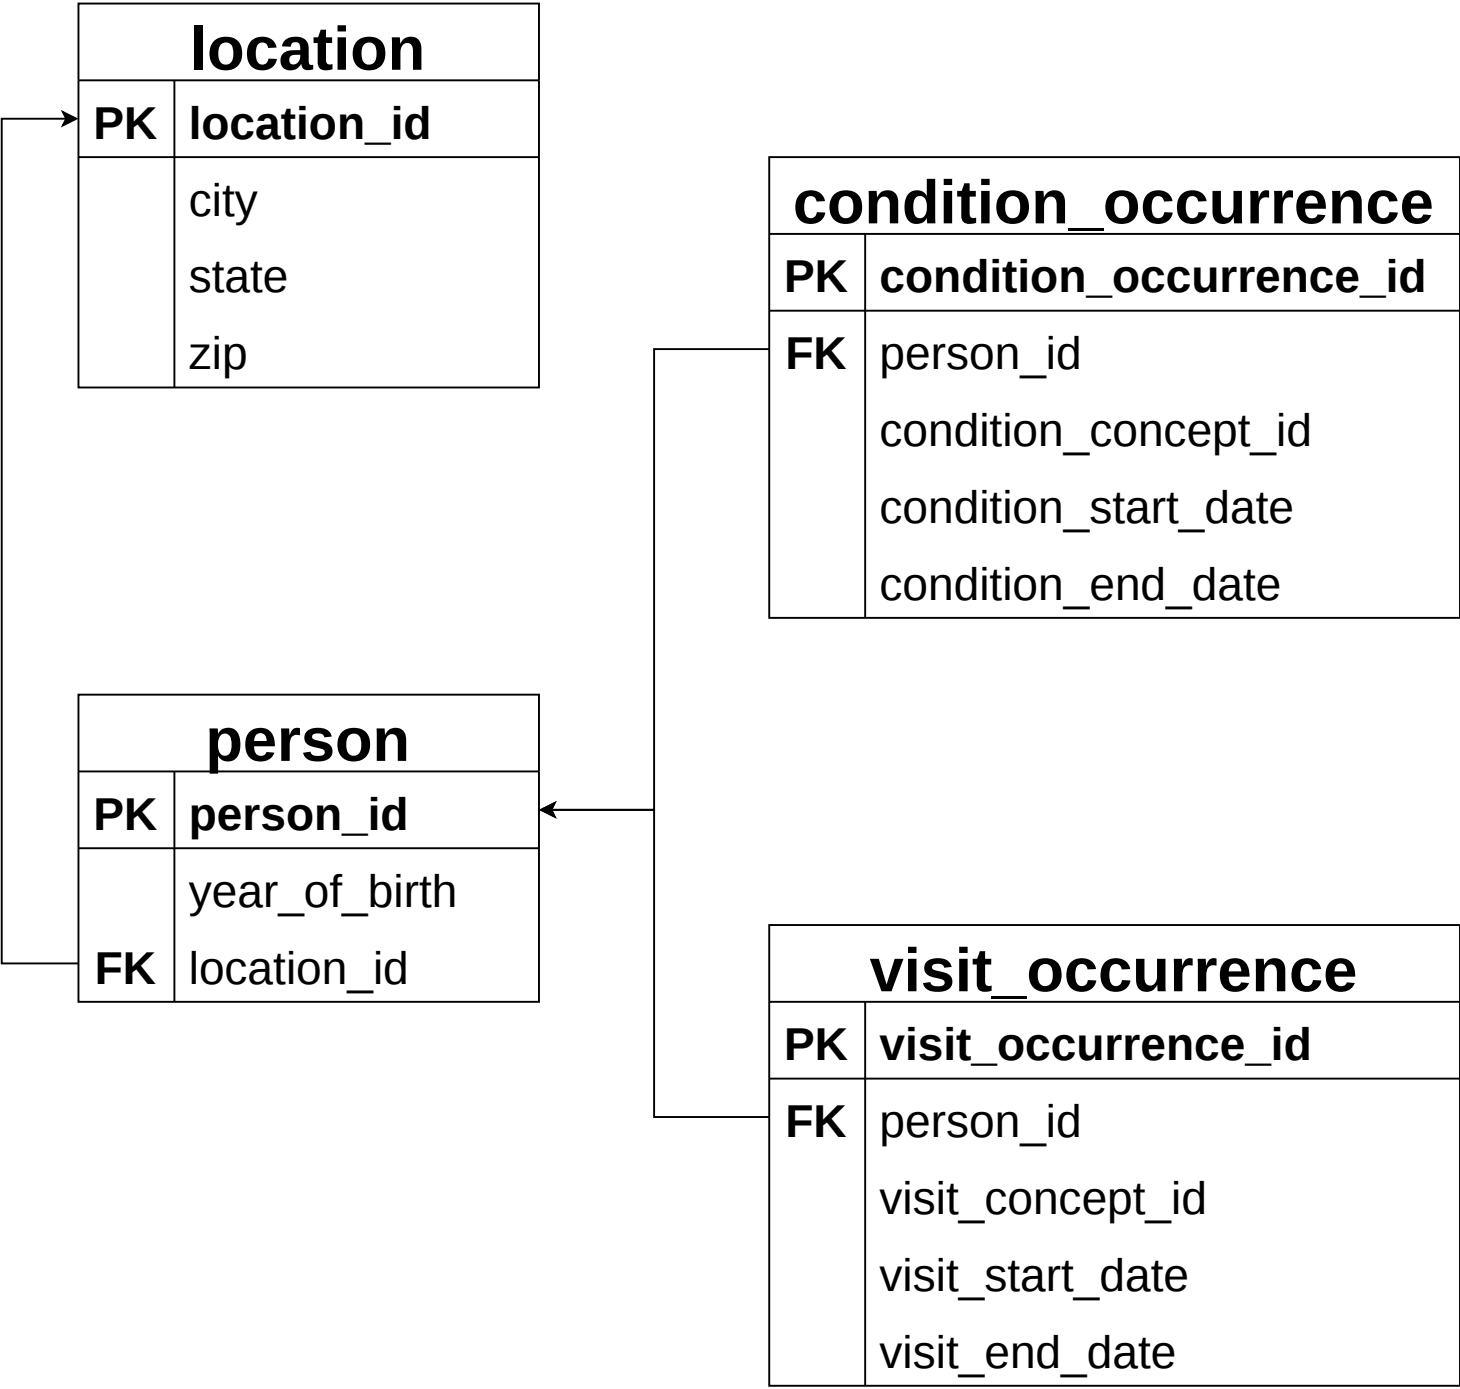 location
PK location_id
city
state
zip
person
PK person_id
year_of_birth
FK location_id
condition_occurrence
PK condition_occurrence_id
FK person_id
condition_concept_id
condition_start_date
condition_end_date
visit_occurrence
PK visit_occurrence_id
FK person_id
visit_concept_id
visit_start_date
visit_end_date